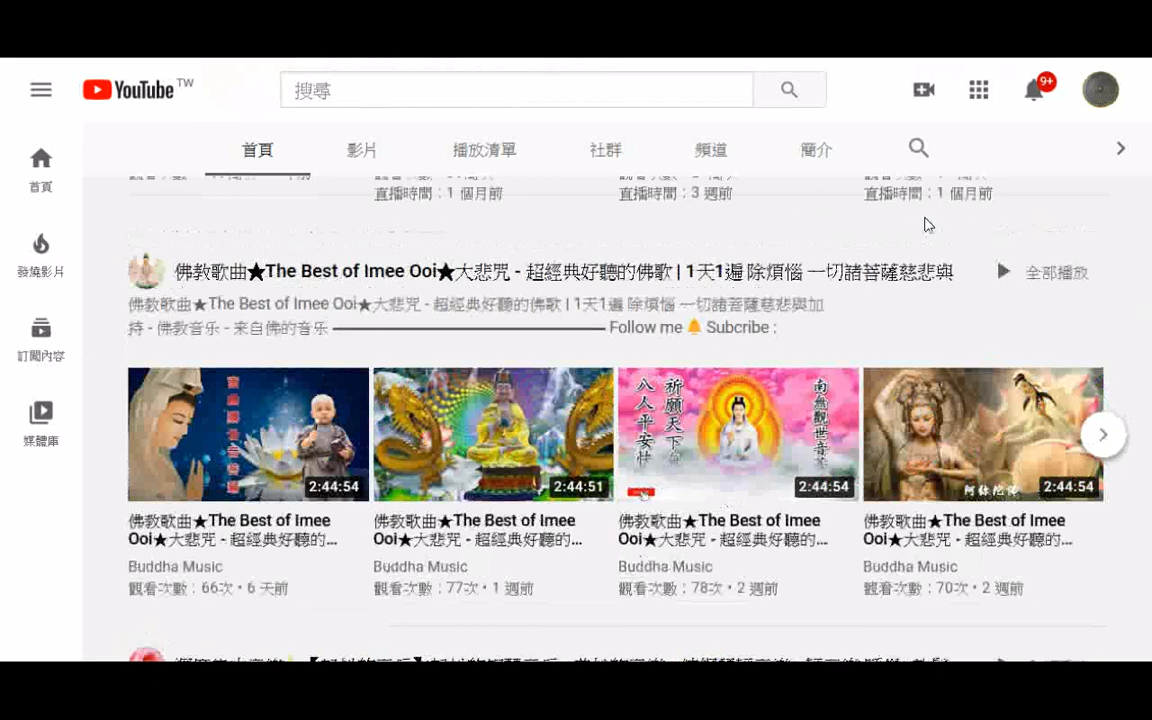 YouTube TW
搜尋
9+
首頁 影片 播放清單 社群 頻道 簡介
首頁
發燒影片
訂閱內容
媒體庫
直播時間：1 個月前
直播時間：3 週前
直播時間：1 個月前
佛教歌曲★The Best of Imee Ooi★大悲咒 - 超經典好聽的佛歌 | 1天1遍 除煩惱 一切諸菩薩慈悲與
全部播放
佛教歌曲★The Best of Imee Ooi★大悲咒 - 超經典好聽的佛歌 | 1天1遍 除煩惱 一切諸菩薩慈悲與加
持 - 佛教音乐 - 来自佛的音乐 ━━━━━━━━━━ Follow me 🔔 Subcribe :
2:44:54
2:44:51
祈願天下
八人平安快
南無觀世音菩
2:44:54
阿弥陀佛
2:44:54
佛教歌曲★The Best of Imee
Ooi★大悲咒 - 超經典好聽的...
Buddha Music
觀看次數：66次・6 天前
佛教歌曲★The Best of Imee
Ooi★大悲咒 - 超經典好聽的...
Buddha Music
觀看次數：77次・1 週前
佛教歌曲★The Best of Imee
Ooi★大悲咒 - 超經典好聽的...
Buddha Music
觀看次數：78次・2 週前
佛教歌曲★The Best of Imee
Ooi★大悲咒 - 超經典好聽的...
Buddha Music
觀看次數：70次・2 週前